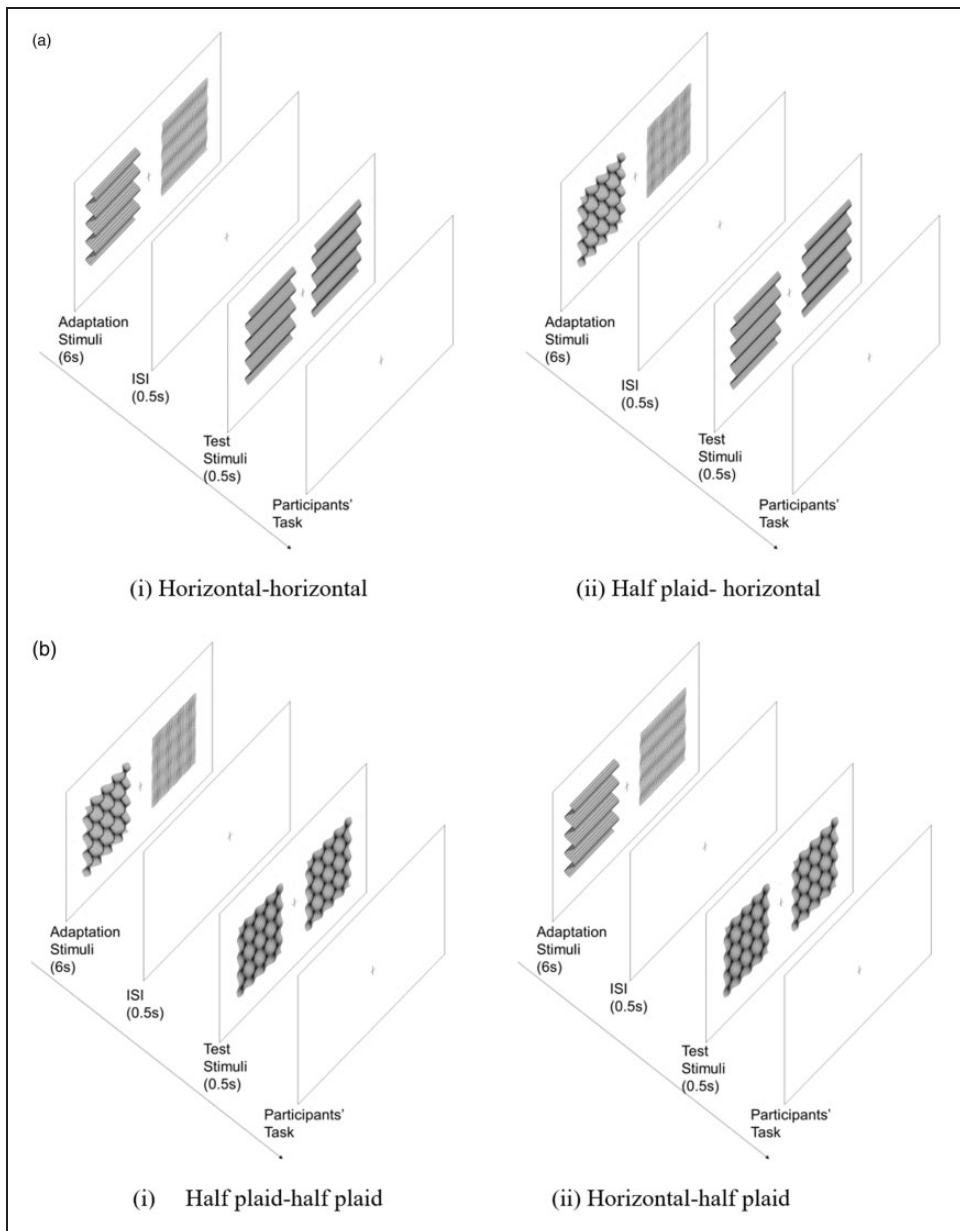 (a)
Adaptation
Stimuli
(6s)
ISI
(0.5s)
Test
Stimuli
(0.5s)
Participants'
Task
(i) Horizontal-horizontal
Adaptation
Stimuli
(6s)
ISI
(0.5s)
Test
Stimuli
(0.5s)
Participants'
Task
(ii) Half plaid- horizontal
(b)
Adaptation
Stimuli
(6s)
ISI
(0.5s)
Test
Stimuli
(0.5s)
Participants'
Task
(i) Half plaid-half plaid
Adaptation
Stimuli
(6s)
ISI
(0.5s)
Test
Stimuli
(0.5s)
Participants'
Task
(ii) Horizontal-half plaid